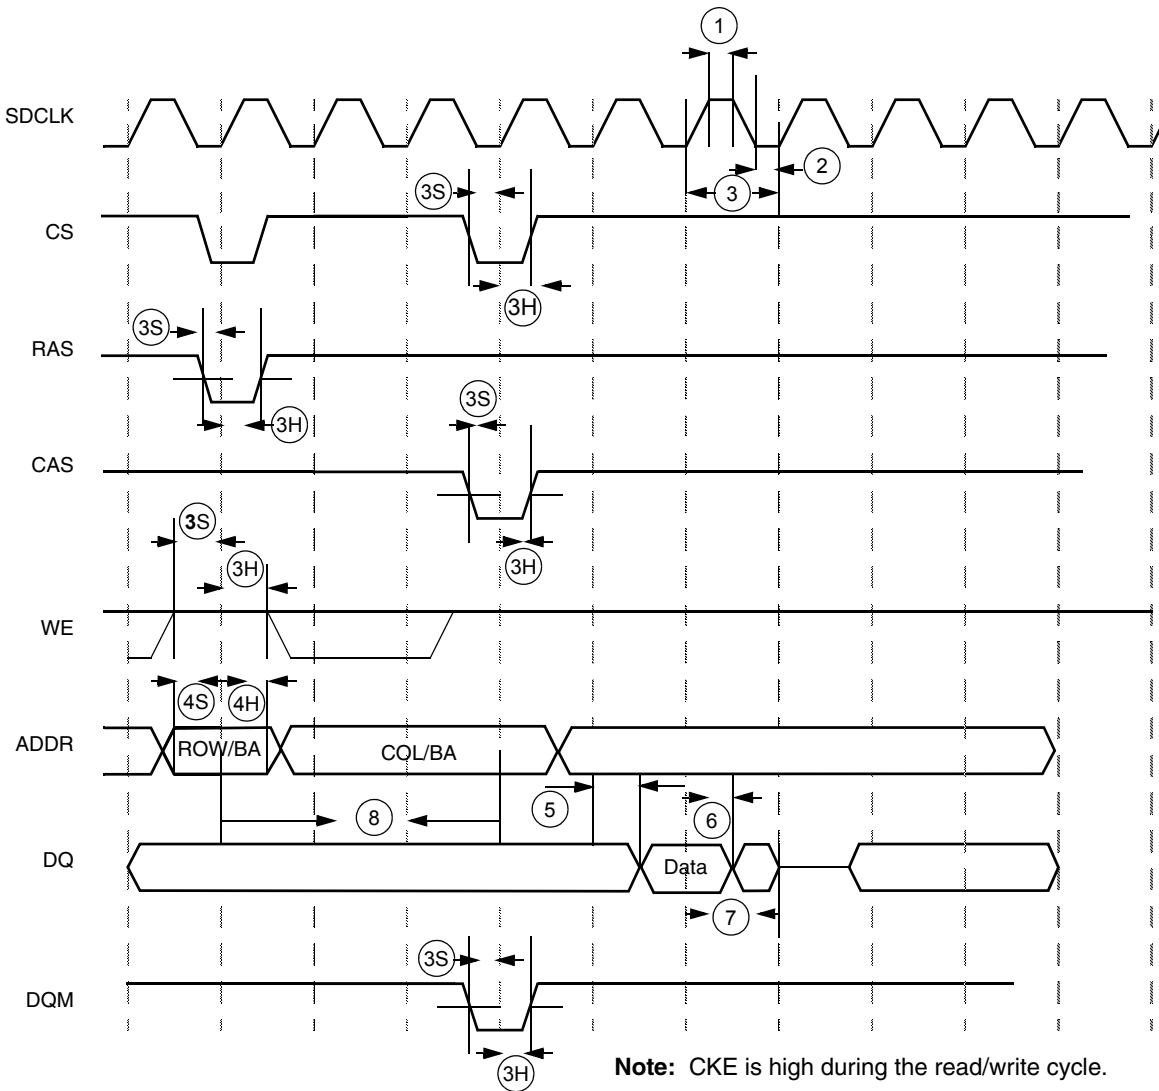 1
SDCLK
2
3S
3
CS
3H
3S
RAS
3S
3H
CAS
3S
3H
3H
WE
4S 4H
ADDR
ROW/BA
COL/BA
5
8
6
DQ
Data
7
3S
DQM
3H
Note: CKE is high during the read/write cycle.